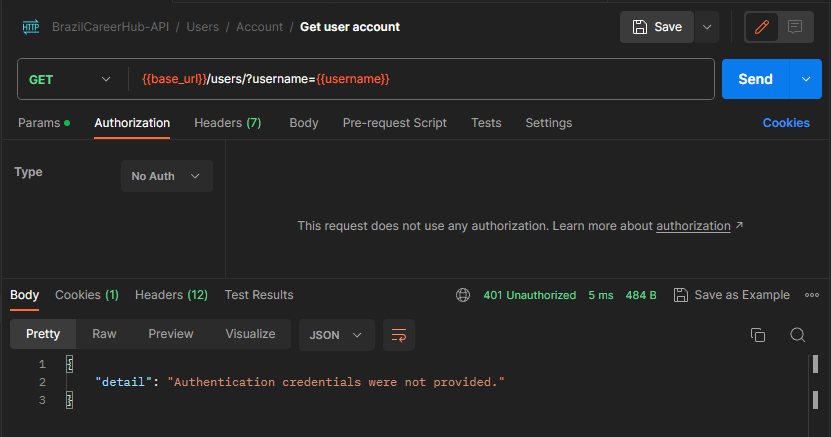 HTTP BrazilCareerHub-API / Users / Account / Get user account Save
GET {{base_url}}/users/?username={{username}} Send
Params Authorization Headers (7) Body Pre-request Script Tests Settings Cookies
Type No Auth
This request does not use any authorization. Learn more about authorization ↗
Body Cookies (1) Headers (12) Test Results 401 Unauthorized 5 ms 484 B Save as Example
Pretty Raw Preview Visualize JSON
1 {
2 "detail": "Authentication credentials were not provided."
3 }